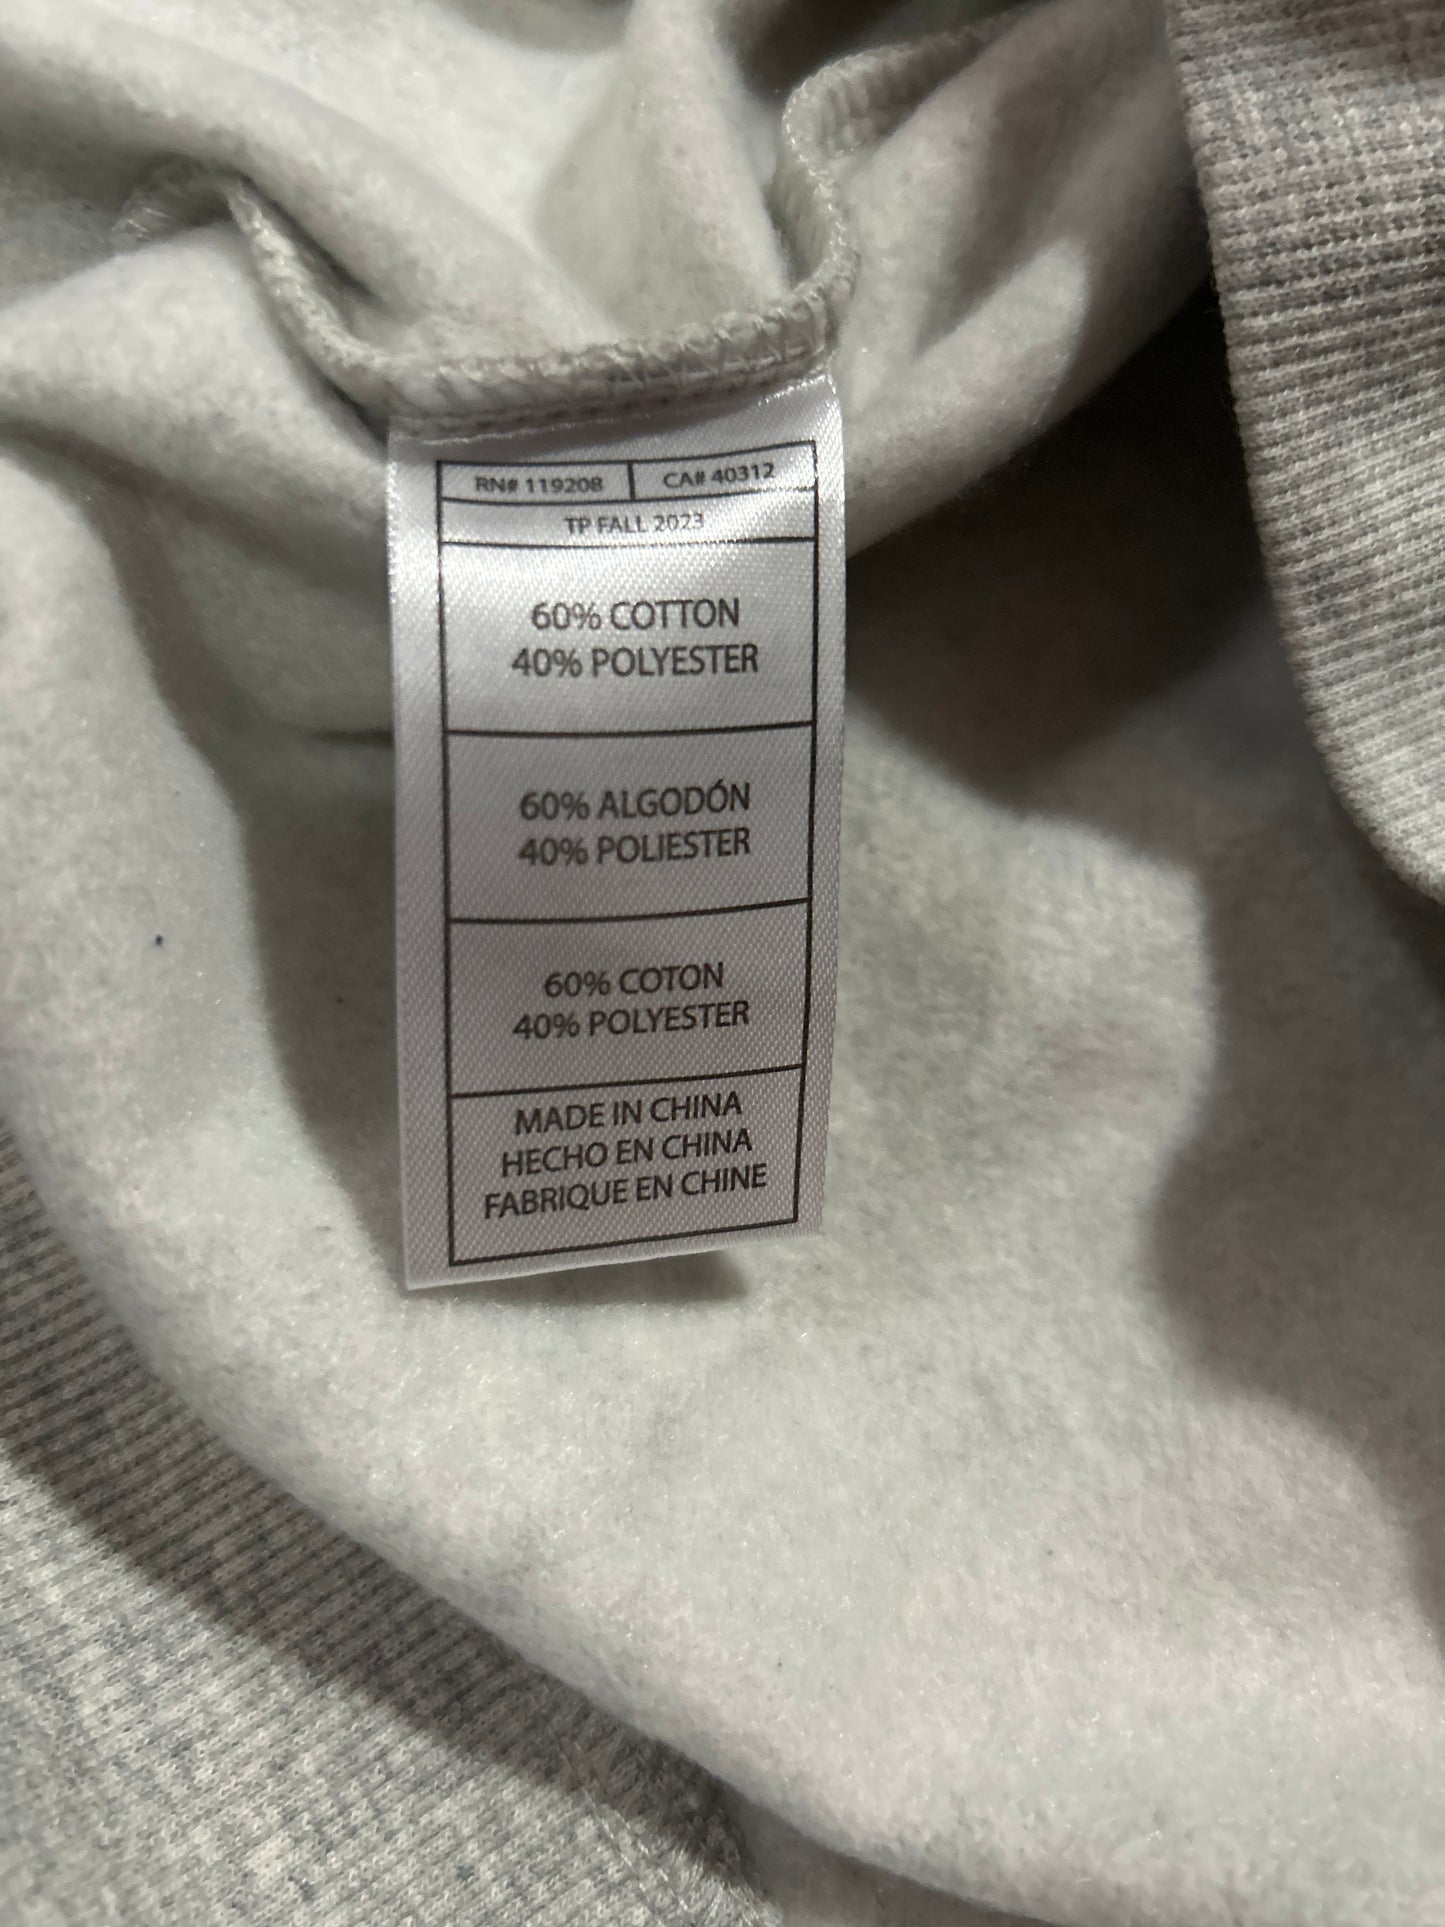 RN# 119208 CA# 40312
TP FALL 2023
60% COTTON
40% POLYESTER
60% ALGODÓN
40% POLIESTER
60% COTON
40% POLYESTER
MADE IN CHINA
HECHO EN CHINA
FABRIQUE EN CHINE